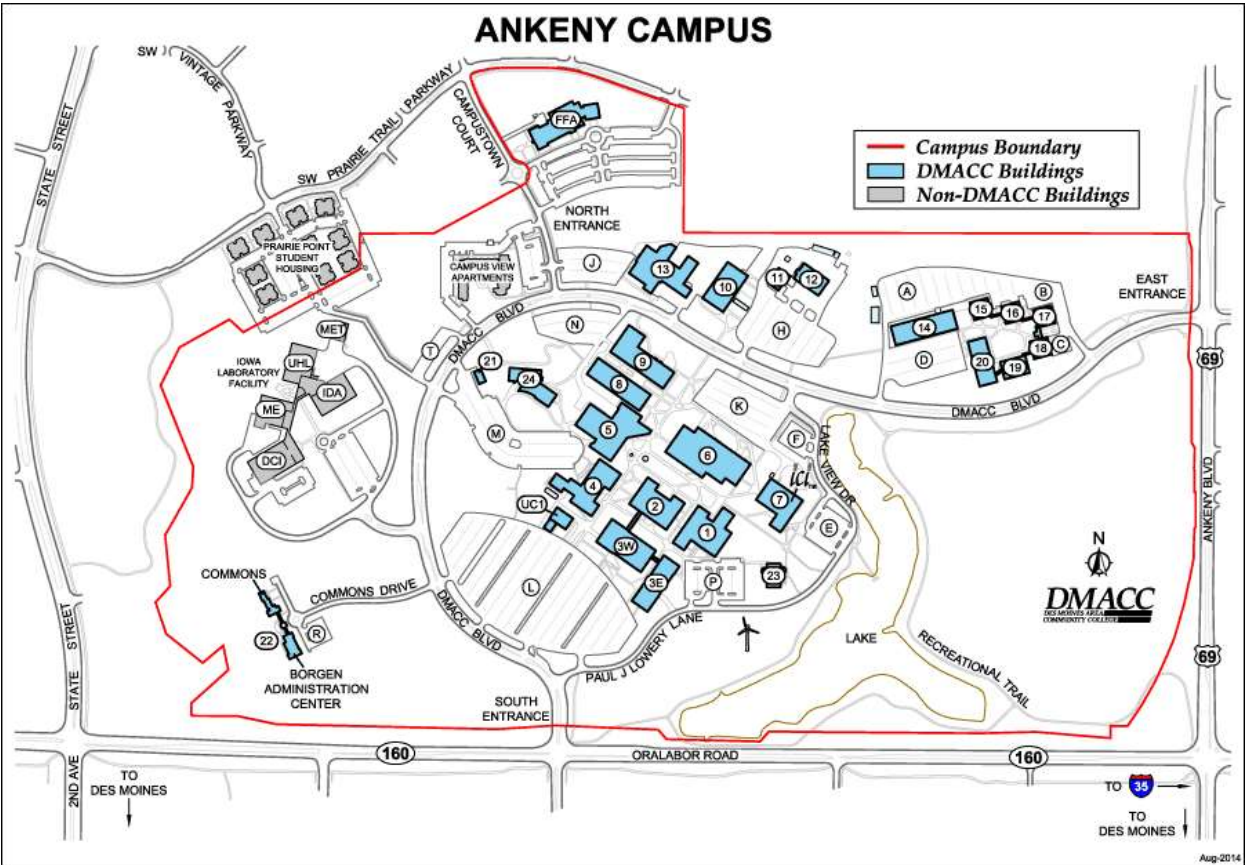 ANKENY CAMPUS
SW
VINTAGE PARKWAY
SW PRAIRIE TRAIL PARKWAY
CAMPUSTOWN
COURT
FFA
STATE STREET
Campus Boundary
DMACC Buildings
Non-DMACC Buildings
NORTH
ENTRANCE
PRAIRIE POINT
STUDENT
HOUSING
CAMPUS VIEW
APARTMENTS
J
13
10
11
12
H
A
B
EAST
ENTRANCE
15
16
17
14
18
C
D
20
19
69
MET
T
DMACC BLVD
N
UHL
IOWA
LABORATORY
FACILITY
IDA
ME
DCI
21
24
9
8
M
5
K
F
DMACC BLVD
LAKE VIEW DR
6
ICI
7
E
4
UC1
2
1
3W
3E
P
23
L
ANKENY BLVD
N
DMACC
DES MOINES AREA
COMMUNITY COLLEGE
COMMONS
COMMONS DRIVE
R
22
BORGEN
ADMINISTRATION
CENTER
DMACC BLVD
PAUL J LOWERY LANE
LAKE
RECREATIONAL TRAIL
69
STATE STREET
SOUTH
ENTRANCE
160
ORALABOR ROAD
160
2ND AVE
TO
DES MOINES
TO
35
TO
DES MOINES
Aug-2014